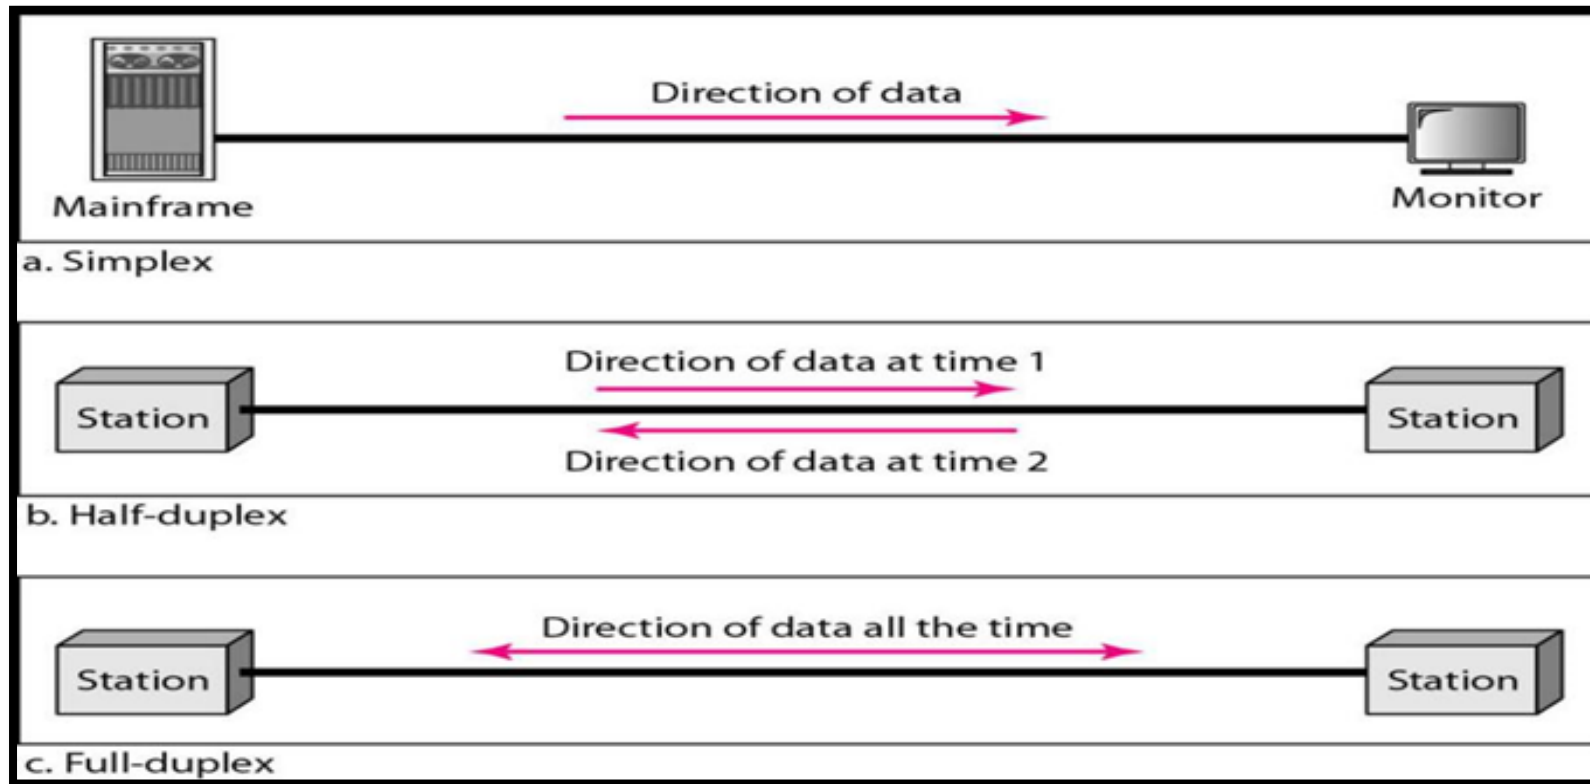 Direction of data
Mainframe
Monitor
a. Simplex
Direction of data at time 1
Station
Station
Direction of data at time 2
b. Half-duplex
Direction of data all the time
Station
Station
c. Full-duplex